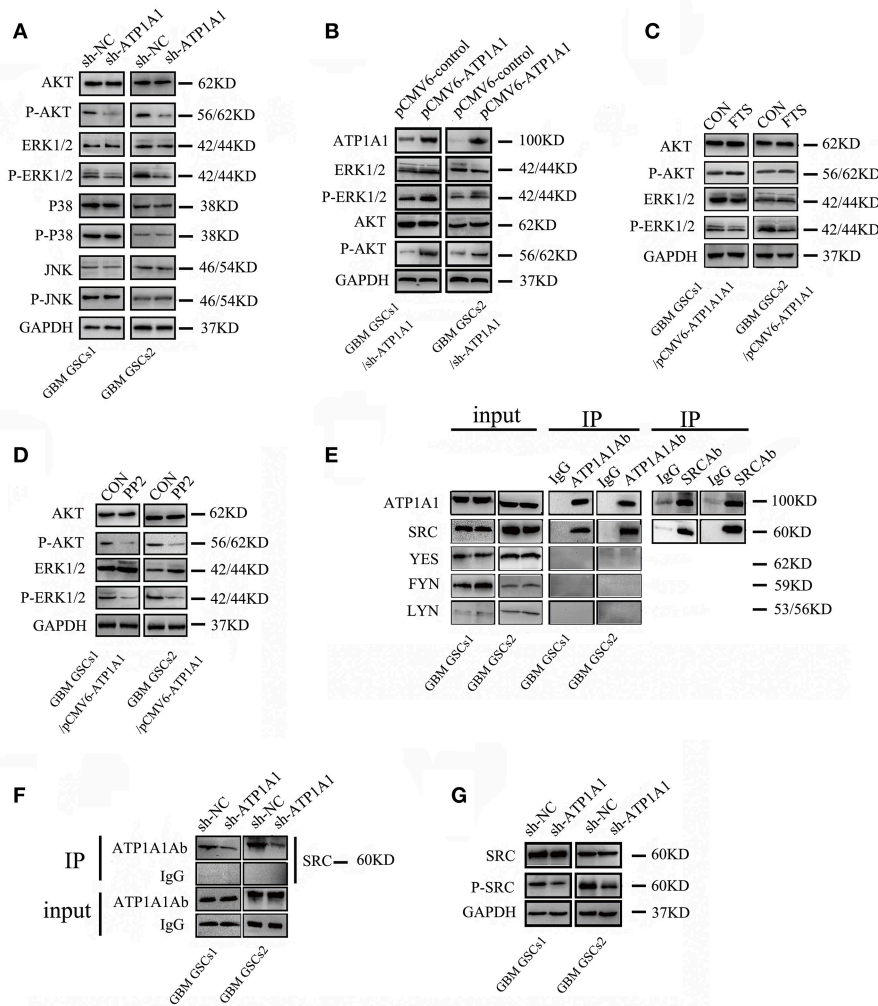 A
sh-NC
sh-ATP1A1
sh-NC
sh-ATP1A1
AKT 62KD
P-AKT 56/62KD
ERK1/2 42/44KD
P-ERK1/2 42/44KD
P38 38KD
P-P38 38KD
JNK 46/54KD
P-JNK 46/54KD
GAPDH 37KD
GBM GSCs1
GBM GSCs2
B
pCMV6-control
pCMV6-ATP1A1
pCMV6-control
pCMV6-ATP1A1
ATP1A1 100KD
ERK1/2 42/44KD
P-ERK1/2 42/44KD
AKT 62KD
P-AKT 56/62KD
GAPDH 37KD
GBM GSCs1
/sh-ATP1A1
GBM GSCs2
/sh-ATP1A1
C
CON
FTS
CON
FTS
AKT 62KD
P-AKT 56/62KD
ERK1/2 42/44KD
P-ERK1/2 42/44KD
GAPDH 37KD
GBM GSCs1
/pCMV6-ATP1A1A1
GBM GSCs2
/pCMV6-ATP1A1
D
CON
PP2
CON
PP2
AKT 62KD
P-AKT 56/62KD
ERK1/2 42/44KD
P-ERK1/2 42/44KD
GAPDH 37KD
GBM GSCs1
/pCMV6-ATP1A1
GBM GSCs2
/pCMV6-ATP1A1
E
input IP IP
IgG
ATP1A1Ab
IgG
ATP1A1Ab
IgG
SRCAb
IgG
SRCAb
ATP1A1 100KD
SRC 60KD
YES 62KD
FYN 59KD
LYN 53/56KD
GBM GSCs1
GBM GSCs2
GBM GSCs1
GBM GSCs2
F
sh-NC
sh-ATP1A1
sh-NC
sh-ATP1A1
IP
ATP1A1Ab
IgG
SRC 60KD
input
ATP1A1Ab
IgG
GBM GSCs1
GBM GSCs2
G
sh-NC
sh-ATP1A1
sh-NC
sh-ATP1A1
SRC 60KD
P-SRC 60KD
GAPDH 37KD
GBM GSCs1
GBM GSCs2